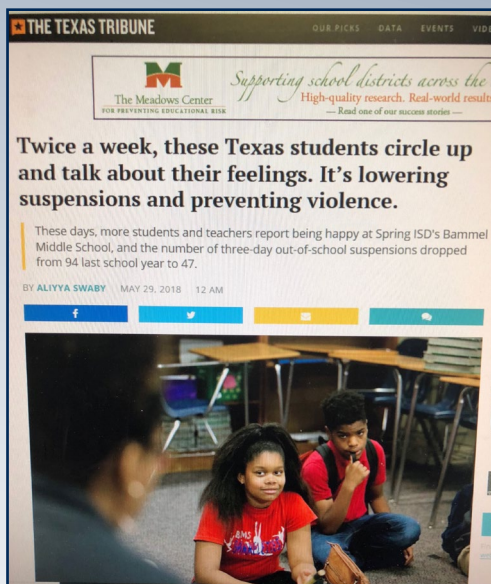 THE TEXAS TRIBUNE
OUR PICKS DATA EVENTS
The Meadows Center
FOR PREVENTING EDUCATIONAL RISK
Supporting school districts across the
High-quality research. Real-world results
— Read one of our success stories —
Twice a week, these Texas students circle up
and talk about their feelings. It's lowering
suspensions and preventing violence.
These days, more students and teachers report being happy at Spring ISD's Bammel
Middle School, and the number of three-day out-of-school suspensions dropped
from 94 last school year to 47.
BY ALIYYA SWABY MAY 29, 2018 12 AM
f
BMS